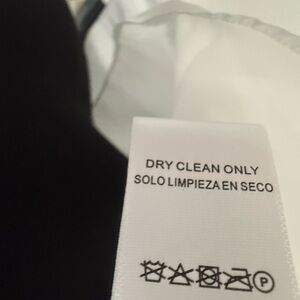 DRY CLEAN ONLY
SOLO LIMPIEZA EN SECO
P